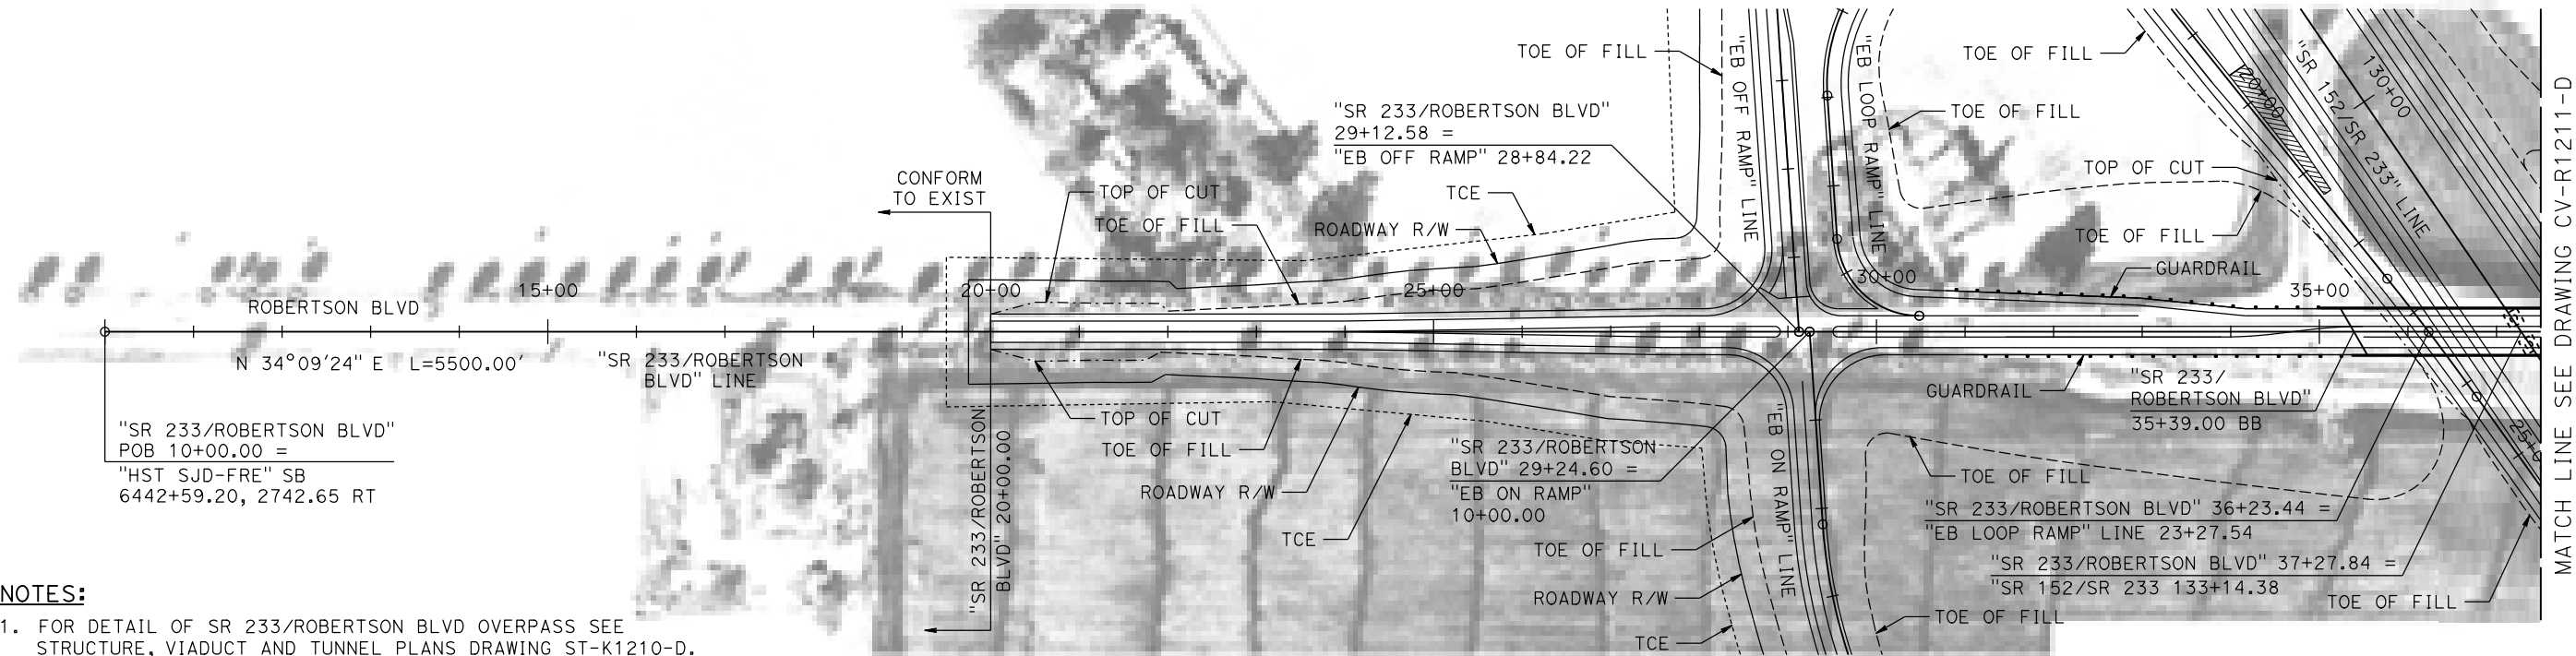 TOE OF FILL
"EB OFF RAMP" LINE
"EB LOOP RAMP" LINE
TOE OF FILL
TOE OF FILL
20+00
"SR 152/SR 233" LINE
130+00
"SR 233/ROBERTSON BLVD"
29+12.58 =
"EB OFF RAMP" 28+84.22
CONFORM
TO EXIST
TOP OF CUT
TOE OF FILL
TCE
ROADWAY R/W
TOP OF CUT
TOE OF FILL
GUARDRAIL
ROBERTSON BLVD
15+00
20+00
25+00
30+00
35+00
N 34°09'24" E L=5500.00'
"SR 233/ROBERTSON
BLVD" LINE
"SR 233/ROBERTSON BLVD"
POB 10+00.00 =
"HST SJD-FRE" SB
6442+59.20, 2742.65 RT
"SR 233/ROBERTSON
BLVD" 20+00.00
TOP OF CUT
TOE OF FILL
ROADWAY R/W
TCE
"SR 233/ROBERTSON
BLVD" 29+24.60 =
"EB ON RAMP"
10+00.00
"EB ON RAMP" LINE
TOE OF FILL
ROADWAY R/W
TCE
GUARDRAIL
"SR 233/
ROBERTSON BLVD"
35+39.00 BB
TOE OF FILL
"SR 233/ROBERTSON BLVD" 36+23.44 =
"EB LOOP RAMP" LINE 23+27.54
"SR 233/ROBERTSON BLVD" 37+27.84 =
"SR 152/SR 233 133+14.38
TOE OF FILL
TOE OF FILL
MATCH LINE SEE DRAWING CV-R1211-D
NOTES:
1. FOR DETAIL OF SR 233/ROBERTSON BLVD OVERPASS SEE
STRUCTURE, VIADUCT AND TUNNEL PLANS DRAWING ST-K1210-D.